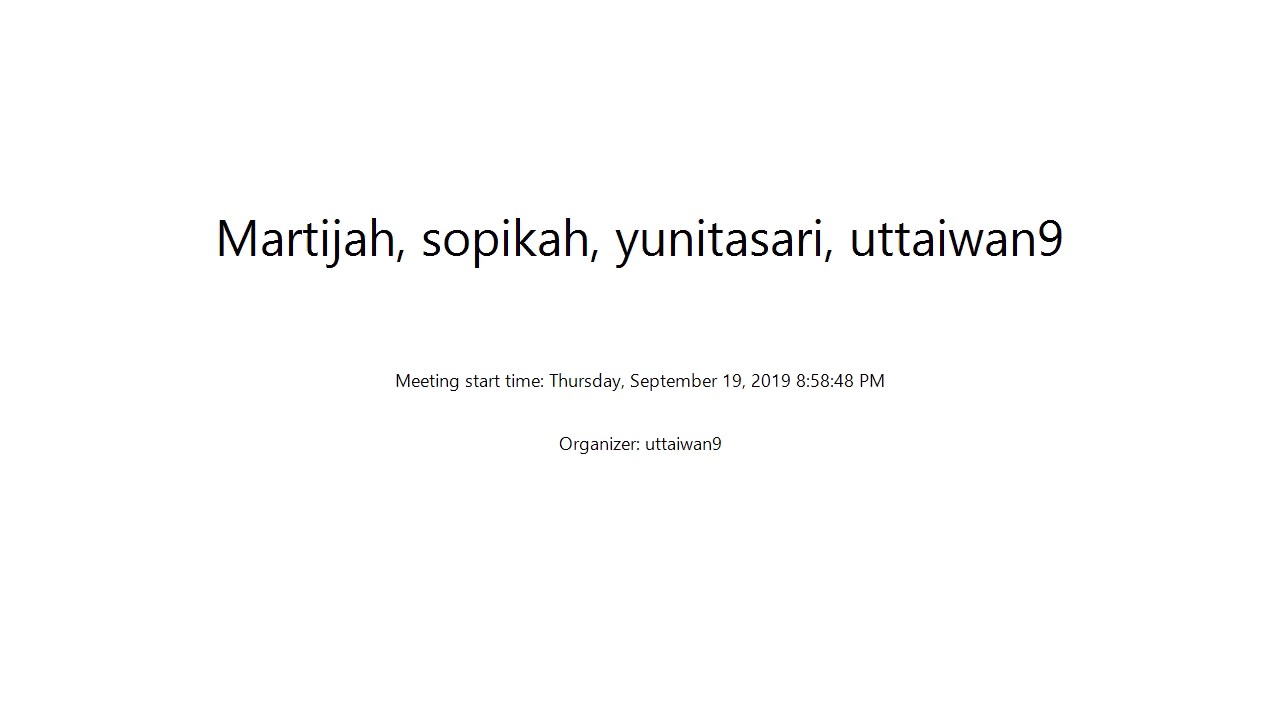 Martijah, sopikah, yunitasari, uttaiwan9
Meeting start time: Thursday, September 19, 2019 8:58:48 PM
Organizer: uttaiwan9